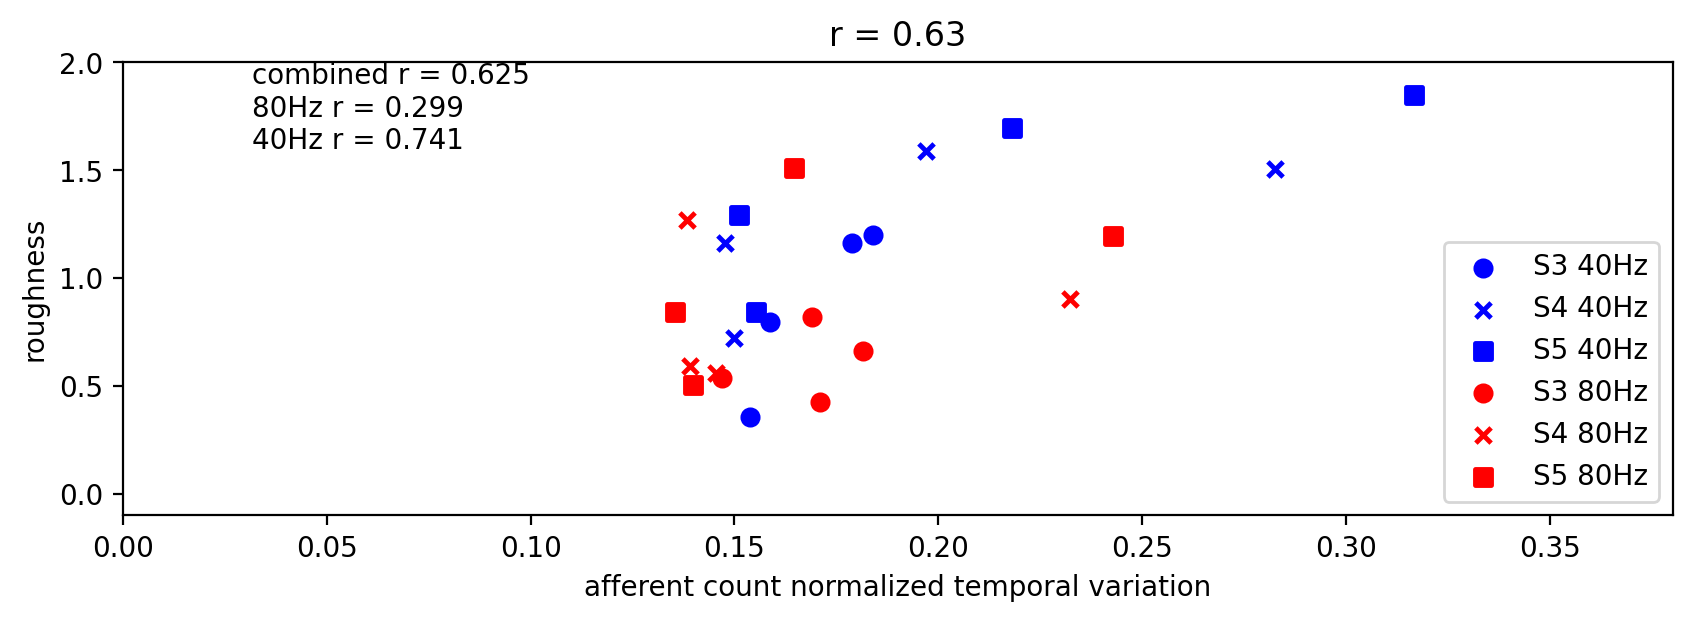 r = 0.63
combined r = 0.625
80Hz r = 0.299
40Hz r = 0.741
2.0
1.5
1.0
0.5
0.0
roughness
S3 40Hz
S4 40Hz
S5 40Hz
S3 80Hz
S4 80Hz
S5 80Hz
0.00 0.05 0.10 0.15 0.20 0.25 0.30 0.35
afferent count normalized temporal variation